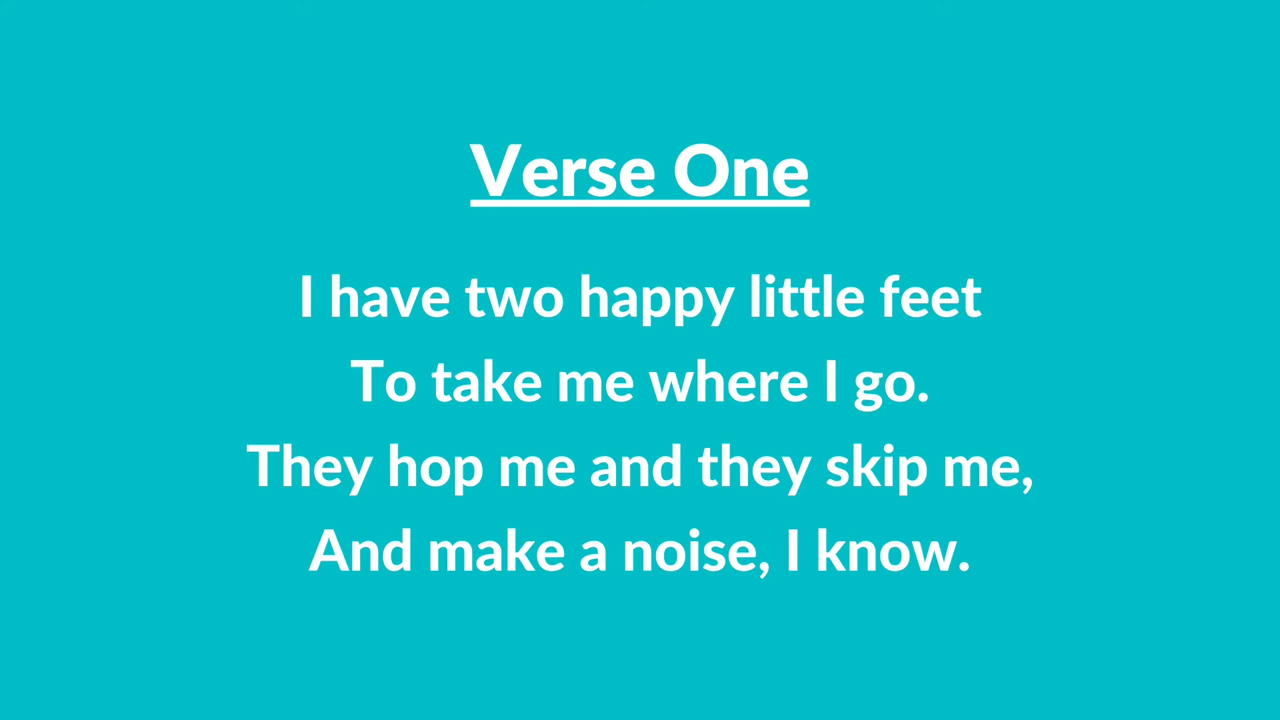 Verse One
I have two happy little feet
To take me where I go.
They hop me and they skip me,
And make a noise, I know.